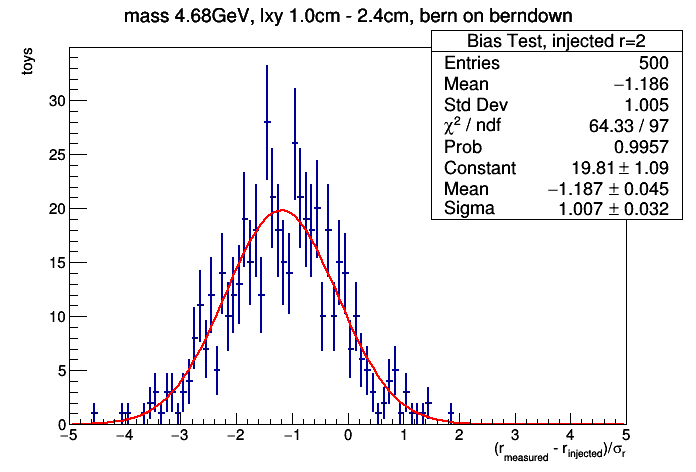 mass 4.68GeV, lxy 1.0cm - 2.4cm, bern on berndown
Bias Test, injected r=2
Entries 500
Mean −1.186
Std Dev 1.005
χ² / ndf 64.33 / 97
Prob 0.9957
Constant 19.81 ± 1.09
Mean −1.187 ± 0.045
Sigma 1.007 ± 0.032
toys
30
25
20
15
10
5
0
−5 −4 −3 −2 −1 0 1 2 3 4 5
(r_measured - r_injected)/σ_r